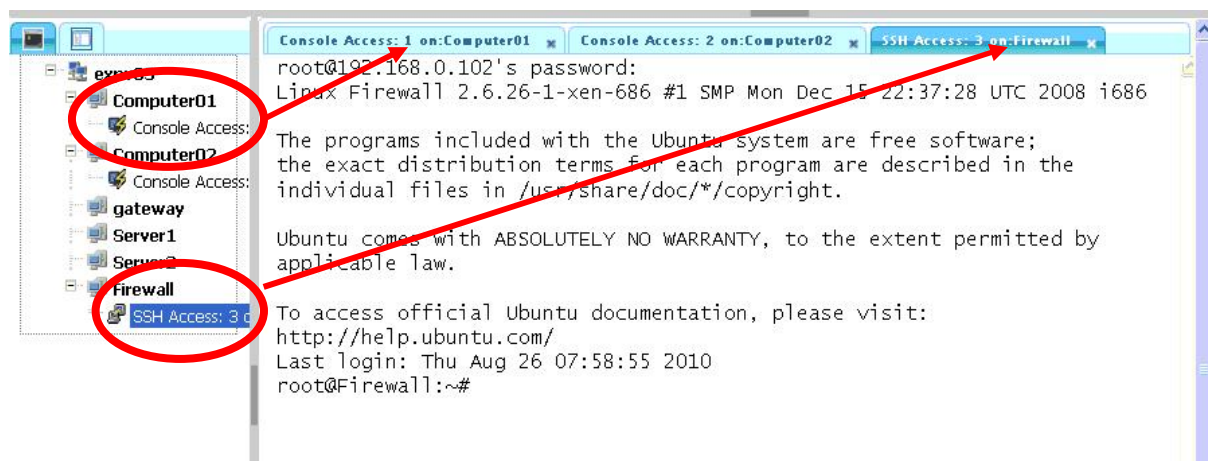 Console Access: 1 on:Computer01 Console Access: 2 on:Computer02 SSH Access: 3 on:Firewall
Computer01
Console Access:
Computer02
Console Access:
gateway
Server1
Firewall
SSH Access: 3 o
root@192.168.0.102's password:
Linux Firewall 2.6.26-1-xen-686 #1 SMP Mon Dec 15 22:37:28 UTC 2008 i686
The programs included with the Ubuntu system are free software;
the exact distribution terms for each program are described in the
individual files in /usr/share/doc/*/copyright.
Ubuntu comes with ABSOLUTELY NO WARRANTY, to the extent permitted by
applicable law.
To access official Ubuntu documentation, please visit:
http://help.ubuntu.com/
Last login: Thu Aug 26 07:58:55 2010
root@Firewall:~#